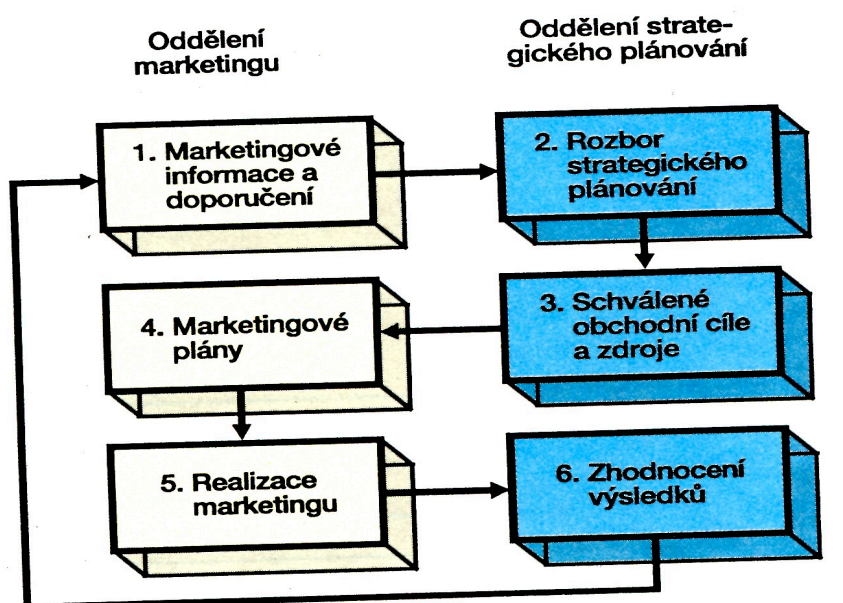 Oddělení
marketingu
Oddělení strate-
gického plánování
1. Marketingové
informace a
doporučení
2. Rozbor
strategického
plánování
4. Marketingové
plány
3. Schválené
obchodní cíle
a zdroje
5. Realizace
marketingu
6. Zhodnocení
výsledků